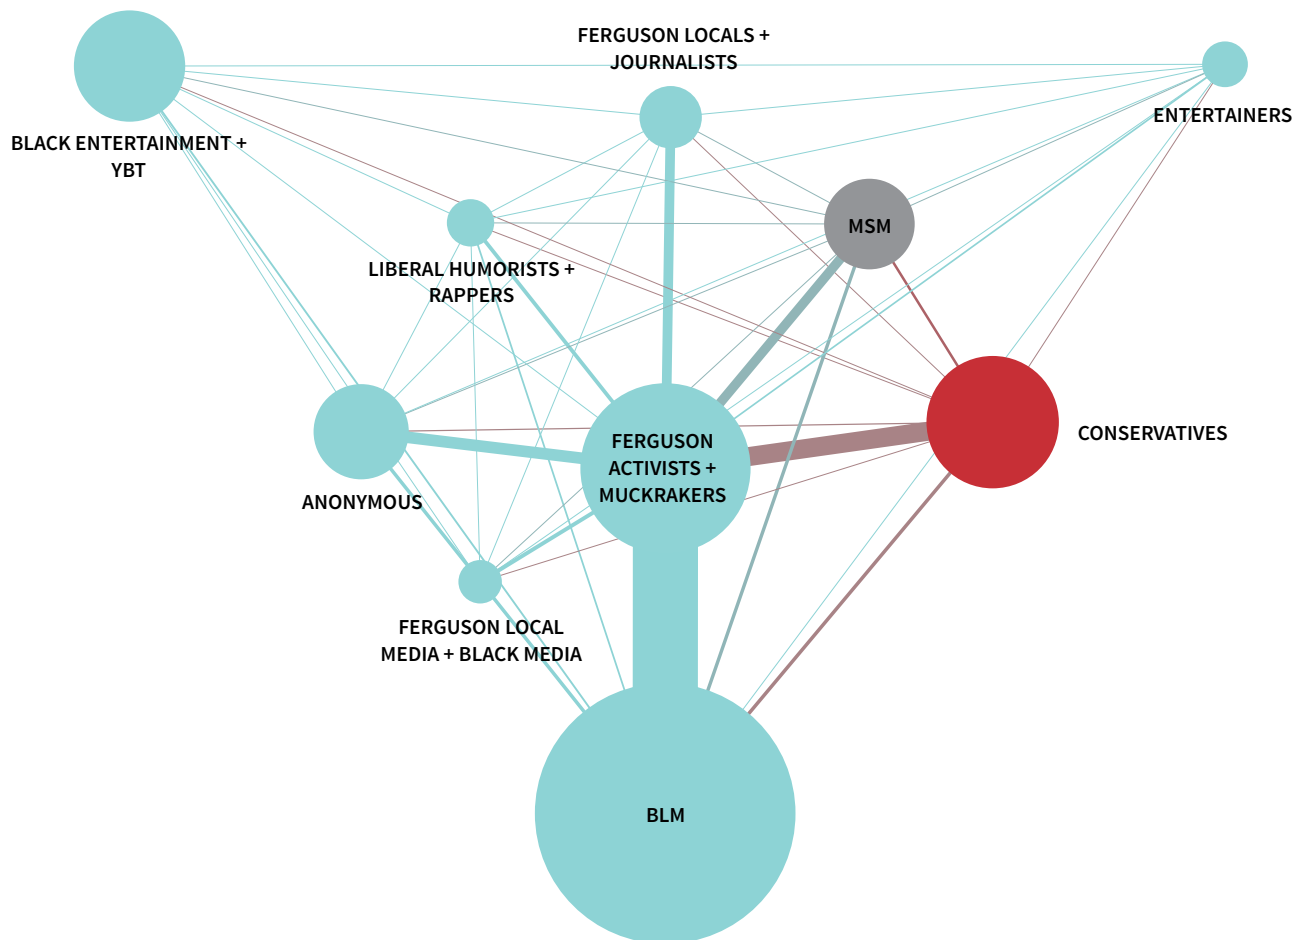 FERGUSON LOCALS +
JOURNALISTS
ENTERTAINERS
BLACK ENTERTAINMENT +
YBT
MSM
LIBERAL HUMORISTS +
RAPPERS
CONSERVATIVES
FERGUSON
ACTIVISTS +
MUCKRAKERS
ANONYMOUS
FERGUSON LOCAL
MEDIA + BLACK MEDIA
BLM